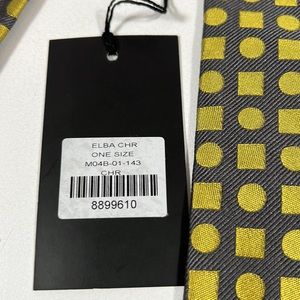 ELBA CHR
ONE SIZE
M04B-01-143
CHR
8899610